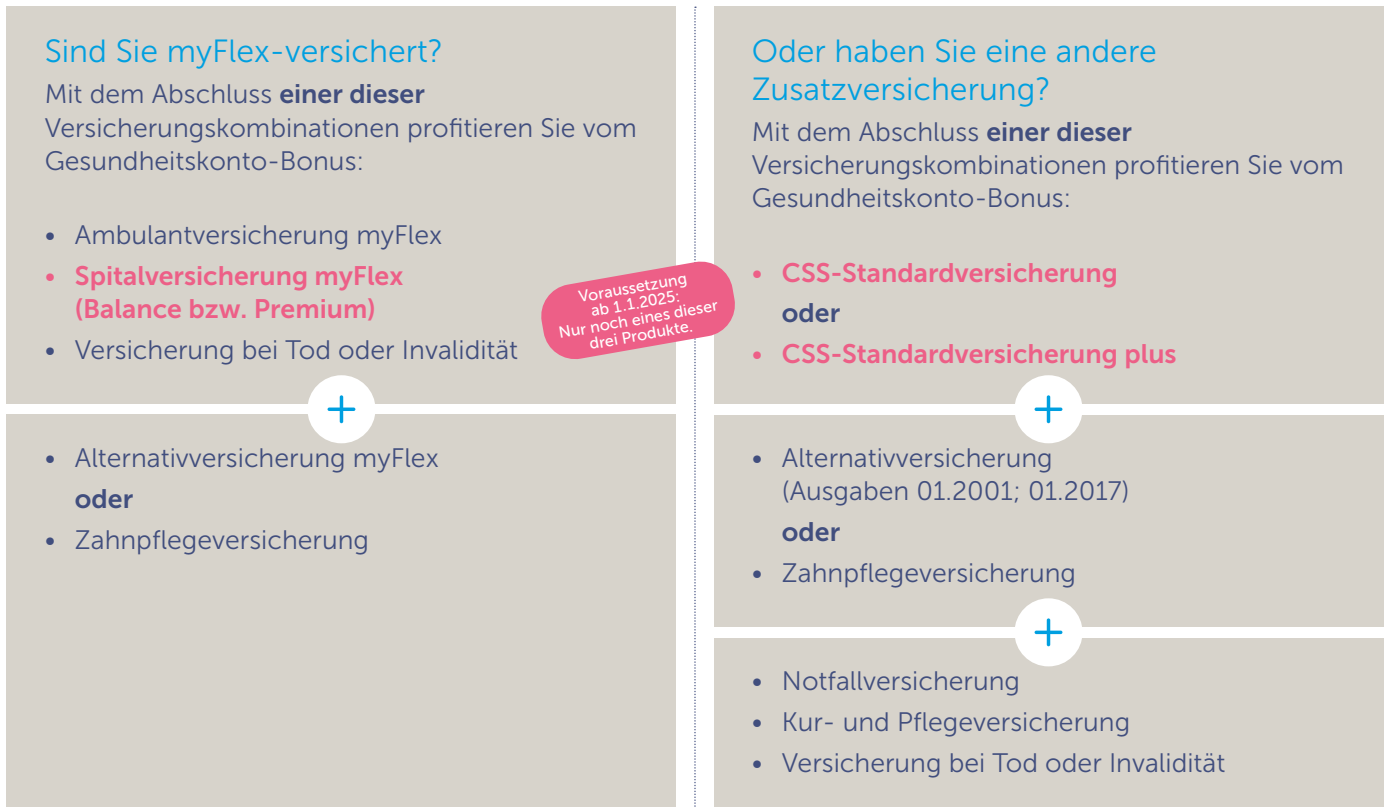 Sind Sie myFlex-versichert?
Mit dem Abschluss einer dieser
Versicherungskombinationen profitieren Sie vom
Gesundheitskonto-Bonus:
• Ambulantversicherung myFlex
• Spitalversicherung myFlex
(Balance bzw. Premium)
• Versicherung bei Tod oder Invalidität
+
• Alternativversicherung myFlex
oder
• Zahnpflegeversicherung
Voraussetzung
ab 1.1.2025:
Nur noch eines dieser
drei Produkte.
Oder haben Sie eine andere
Zusatzversicherung?
Mit dem Abschluss einer dieser
Versicherungskombinationen profitieren Sie vom
Gesundheitskonto-Bonus:
• CSS-Standardversicherung
oder
• CSS-Standardversicherung plus
+
• Alternativversicherung
(Ausgaben 01.2001; 01.2017)
oder
• Zahnpflegeversicherung
+
• Notfallversicherung
• Kur- und Pflegeversicherung
• Versicherung bei Tod oder Invalidität